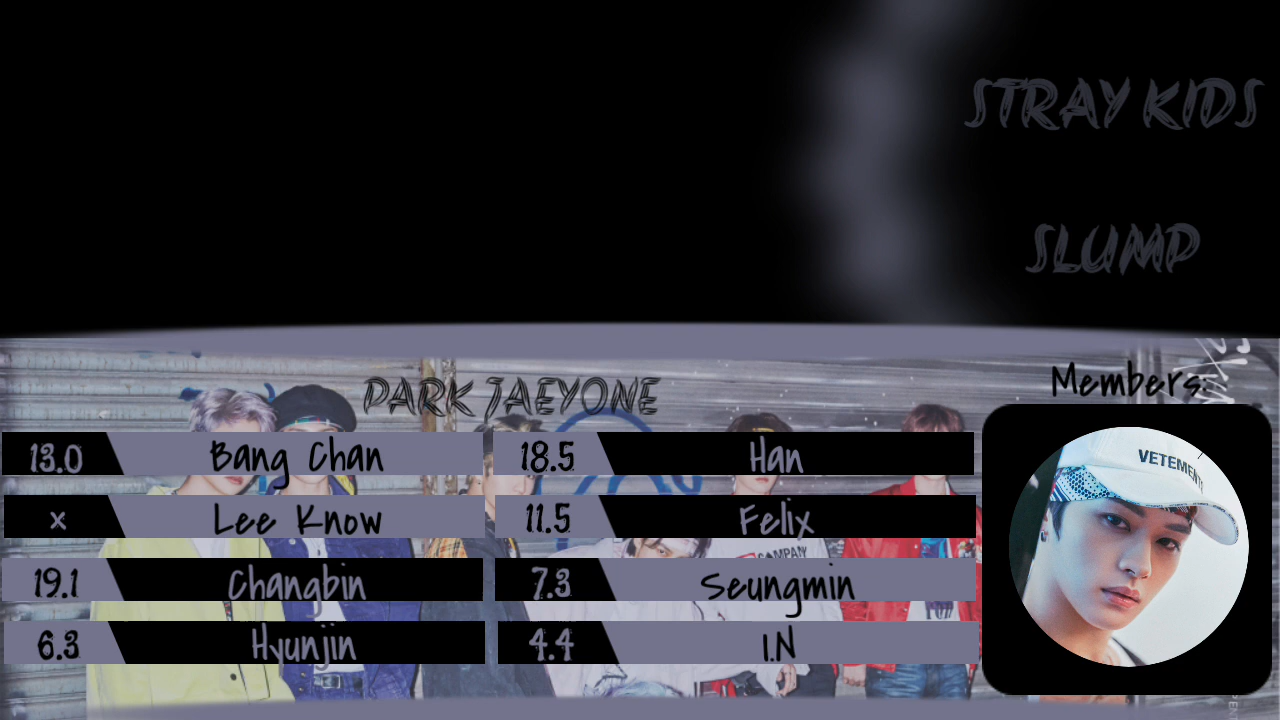 STRAY KIDS
SLUMP
PARK JAEYONE
Members:
13.0 Bang Chan
18.5 Han
x Lee Know
11.5 Felix
19.1 Changbin
7.3 Seungmin
6.3 Hyunjin
4.4 I.N
VETEMENTS
COMPANY